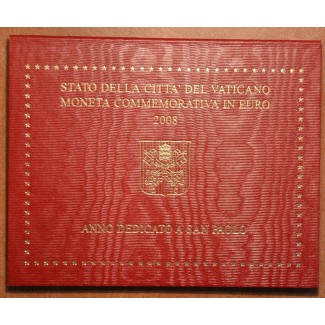 STATO DELLA CITTA' DEL VATICANO
MONETA COMMEMORATIVA IN EURO
2008
ANNO DEDICATO A SAN PAOLO